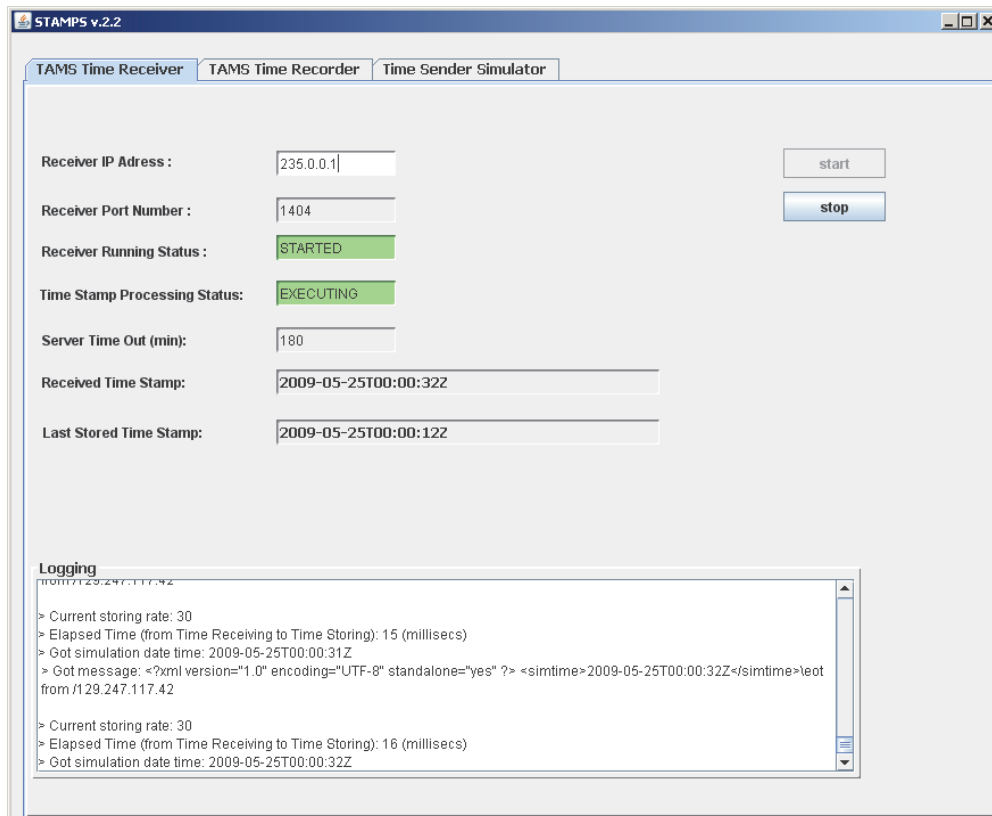 STAMPS v.2.2
TAMS Time Receiver TAMS Time Recorder Time Sender Simulator
Receiver IP Adress : 235.0.0.1 start
Receiver Port Number : 1404 stop
Receiver Running Status : STARTED
Time Stamp Processing Status: EXECUTING
Server Time Out (min): 180
Received Time Stamp: 2009-05-25T00:00:32Z
Last Stored Time Stamp: 2009-05-25T00:00:12Z
Logging
from /129.247.117.42
> Current storing rate: 30
> Elapsed Time (from Time Receiving to Time Storing): 15 (millisecs)
> Got simulation date time: 2009-05-25T00:00:31Z
> Got message: <?xml version="1.0" encoding="UTF-8" standalone="yes" ?> <simtime>2009-05-25T00:00:32Z</simtime>\eot
from /129.247.117.42
> Current storing rate: 30
> Elapsed Time (from Time Receiving to Time Storing): 16 (millisecs)
> Got simulation date time: 2009-05-25T00:00:32Z